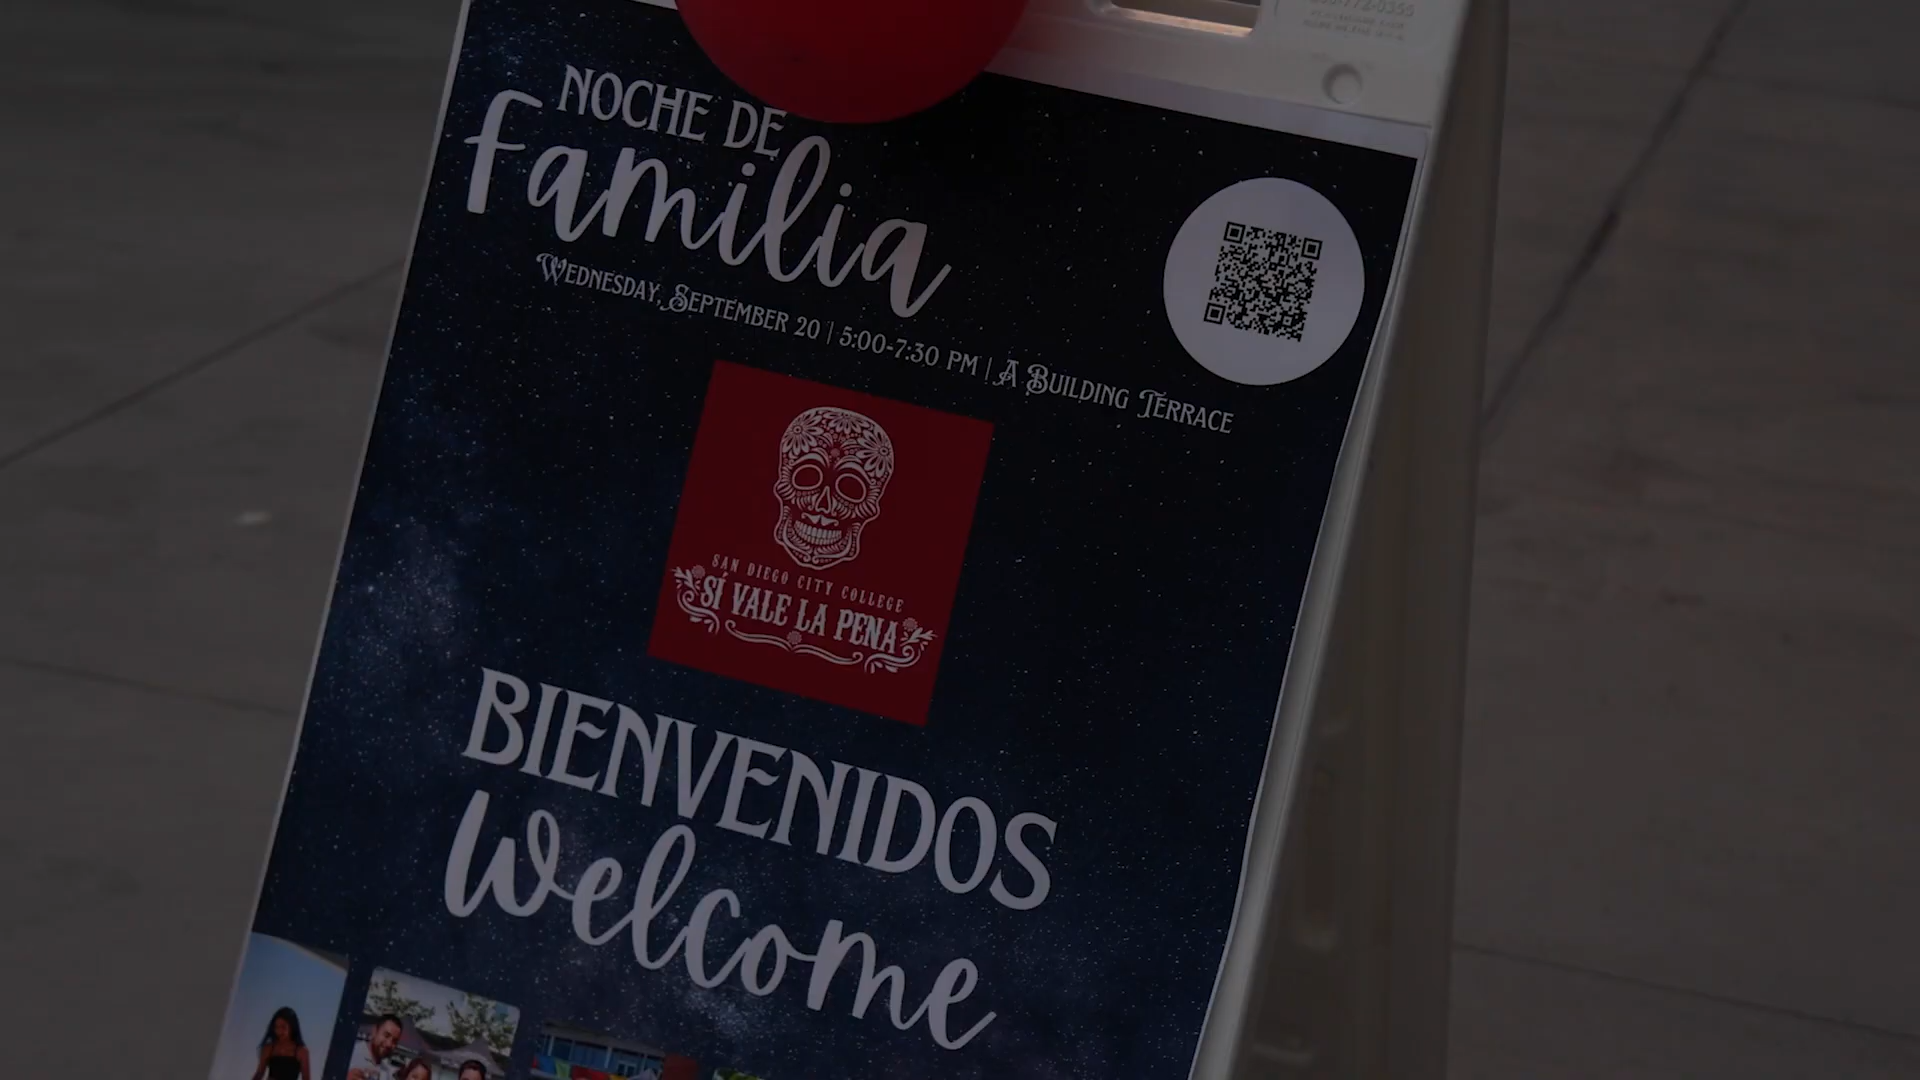 NOCHE DE
familia
WEDNESDAY, SEPTEMBER 20 | 5:00-7:30 PM | A BUILDING TERRACE
SAN DIEGO CITY COLLEGE
SÍ VALE LA PENA
BIENVENIDOS
Welcome